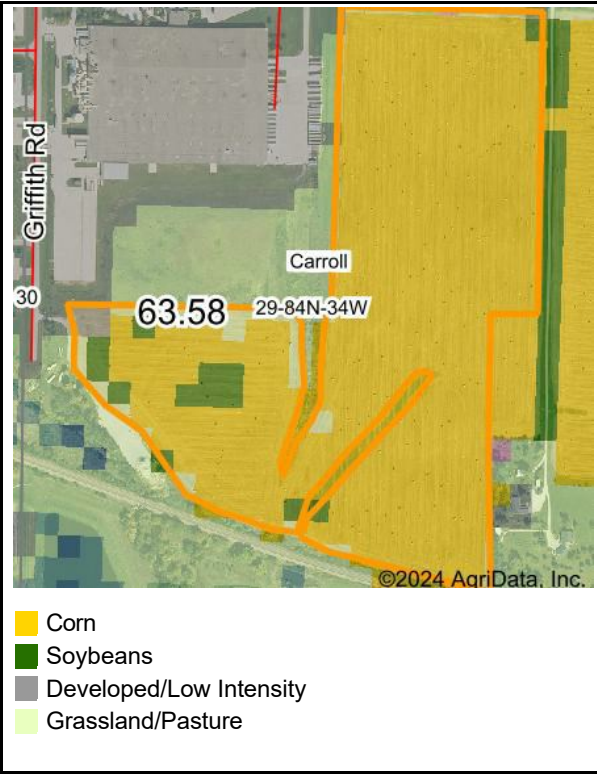 Griffith Rd
Carroll
30
63.58
29-84N-34W
©2024 AgriData, Inc.
Corn
Soybeans
Developed/Low Intensity
Grassland/Pasture